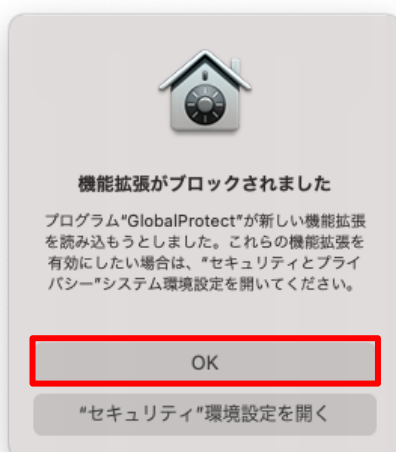 機能拡張がブロックされました
プログラム"GlobalProtect"が新しい機能拡張
を読み込もうとしました。これらの機能拡張を
有効にしたい場合は、"セキュリティとプライ
バシー"システム環境設定を開いてください。
OK
"セキュリティ"環境設定を開く